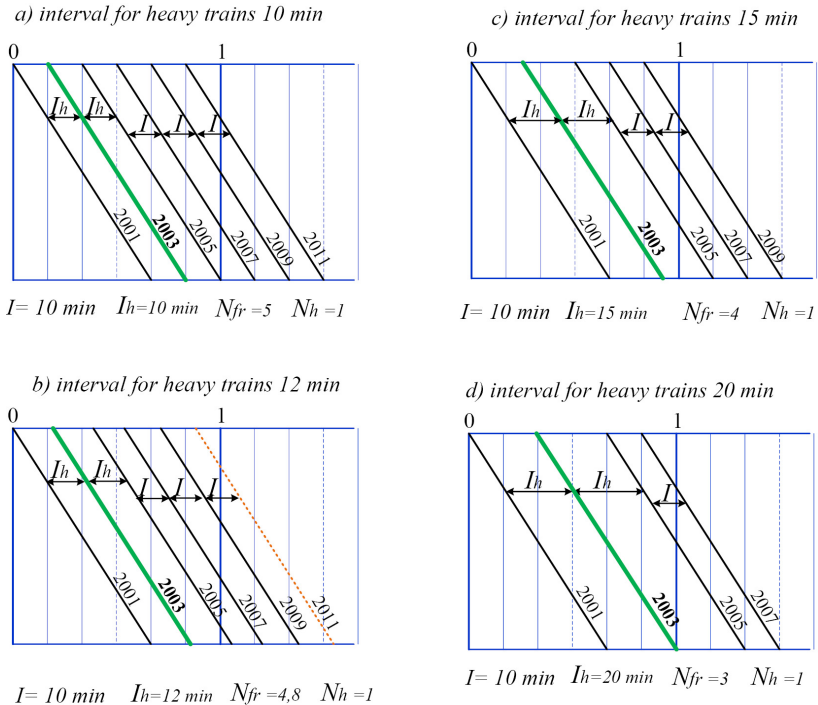 a) interval for heavy trains 10 min
0 1
Ih Ih I I I
2001 2003 2005 2007 2009 2011
I= 10 min Ih=10 min Nfr =5 Nh =1
b) interval for heavy trains 12 min
0 1
Ih Ih I I I
2001 2003 2005 2007 2009 2011
I= 10 min Ih=12 min Nfr =4,8 Nh =1
c) interval for heavy trains 15 min
0 1
Ih Ih I I
2001 2003 2005 2007 2009
I= 10 min Ih=15 min Nfr =4 Nh =1
d) interval for heavy trains 20 min
0 1
Ih Ih I
2001 2003 2005 2007
I= 10 min Ih=20 min Nfr =3 Nh =1